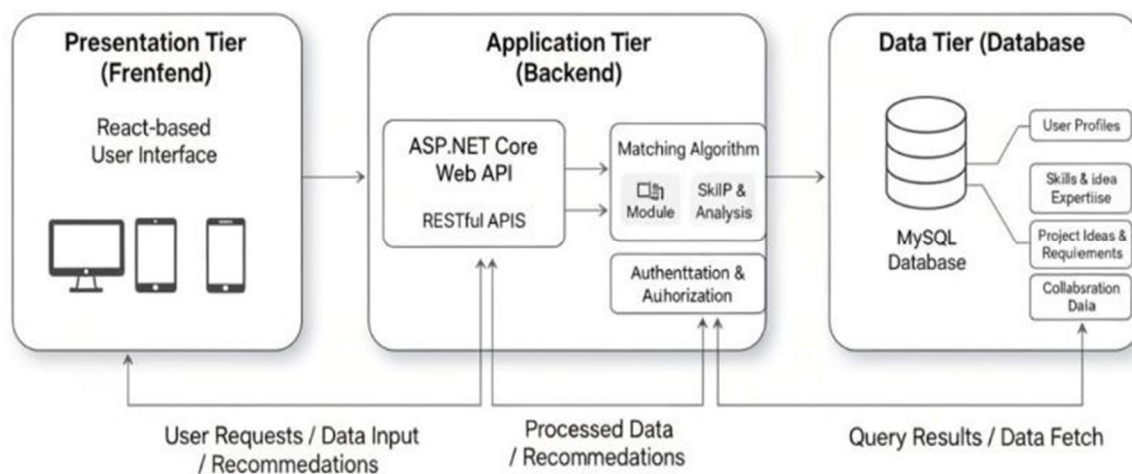 Presentation Tier
(Frenfend)
React-based
User Interface
Application Tier
(Backend)
ASP.NET Core
Web API
RESTful APIS
Matching Algorithm
Module
SkilP &
Analysis
Authenttation &
Auihorization
Data Tier (Database
MySQL
Database
User Profiles
Skills & idea
Expertiise
Project Ideas &
Requiements
Collabsration
Daia
User Requests / Data Input
/ Recommedations
Processed Data
/ Recommedations
Query Results / Data Fetch